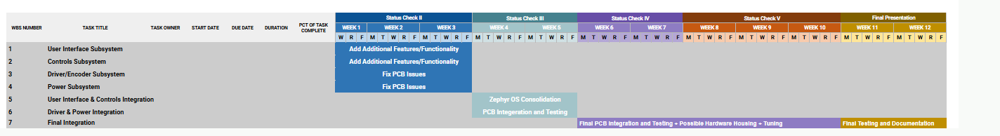 Status Check II Status Check III Status Check IV Status Check V Final Presentation
WBS NUMBER TASK TITLE TASK OWNER START DATE DUE DATE DURATION PCT OF TASK COMPLETE
WEEK 1 WEEK 2 WEEK 3 WEEK 4 WEEK 5 WEEK 6 WEEK 7 WEEK 8 WEEK 9 WEEK 10 WEEK 11 WEEK 12
W R F M T W R F M T W R F M T W R F M T W R F M T W R F M T W R F M T W R F M T W R F M T W R F M T W R F M T W R F
1 User Interface Subsystem Add Additional Features/Functionality
2 Controls Subsystem Add Additional Features/Functionality
3 Driver/Encoder Subsystem Fix PCB Issues
4 Power Subsystem Fix PCB Issues
5 User Interface & Controls Integration Zephyr OS Consolidation
6 Driver & Power Integration PCB Integeration and Testing
7 Final Integration Final PCB Integration and Testing + Possible Hardware Housing + Tuning Final Testing and Documentation